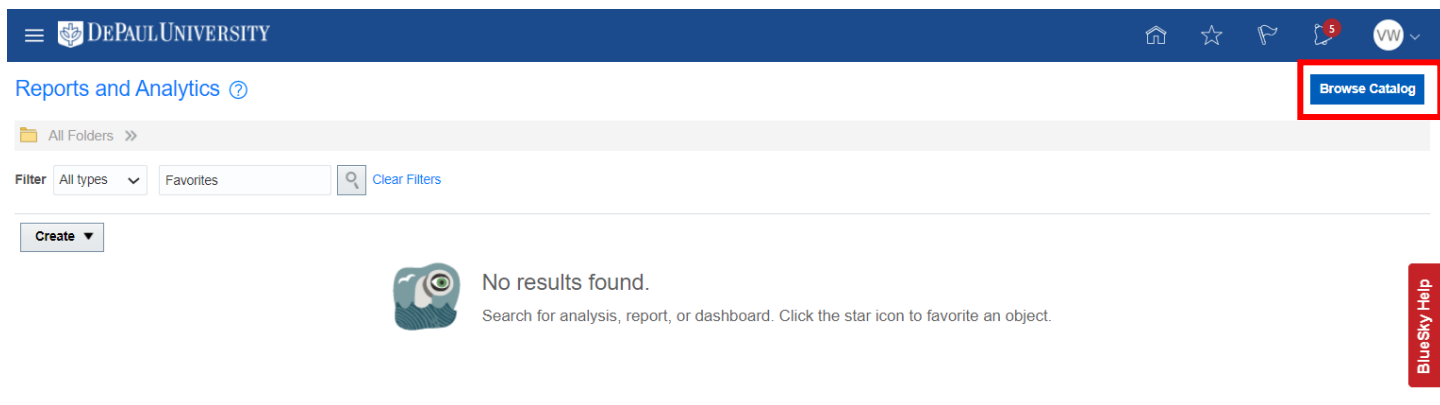 DEPAUL UNIVERSITY
5
VW
Reports and Analytics ?
Browse Catalog
All Folders
Filter All types Favorites Clear Filters
Create
No results found.
Search for analysis, report, or dashboard. Click the star icon to favorite an object.
BlueSky Help